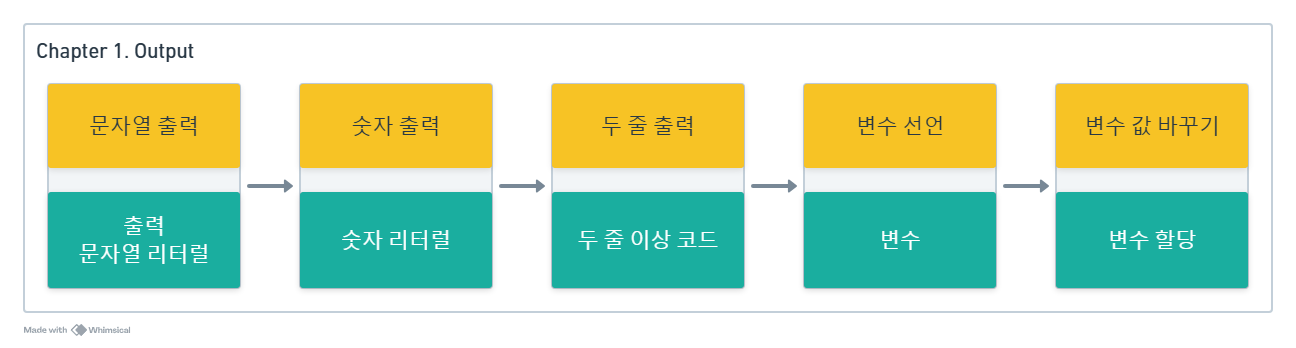 Chapter 1. Output
문자열 출력
출력
문자열 리터럴
숫자 출력
숫자 리터럴
두 줄 출력
두 줄 이상 코드
변수 선언
변수
변수 값 바꾸기
변수 할당
Made with Whimsical